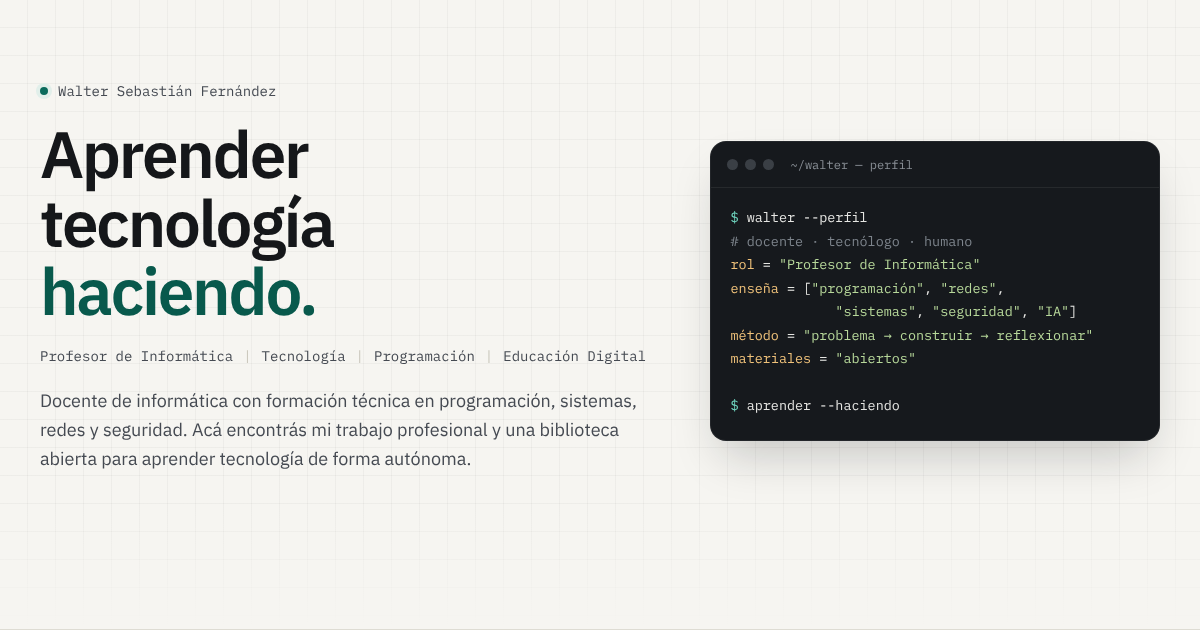 Walter Sebastián Fernández
Aprender
tecnología
haciendo.
Profesor de Informática | Tecnología | Programación | Educación Digital
Docente de informática con formación técnica en programación, sistemas,
redes y seguridad. Acá encontrás mi trabajo profesional y una biblioteca
abierta para aprender tecnología de forma autónoma.
~/walter — perfil
$ walter --perfil
# docente · tecnólogo · humano
rol = "Profesor de Informática"
enseña = ["programación", "redes",
"sistemas", "seguridad", "IA"]
método = "problema → construir → reflexionar"
materiales = "abiertos"
$ aprender --haciendo